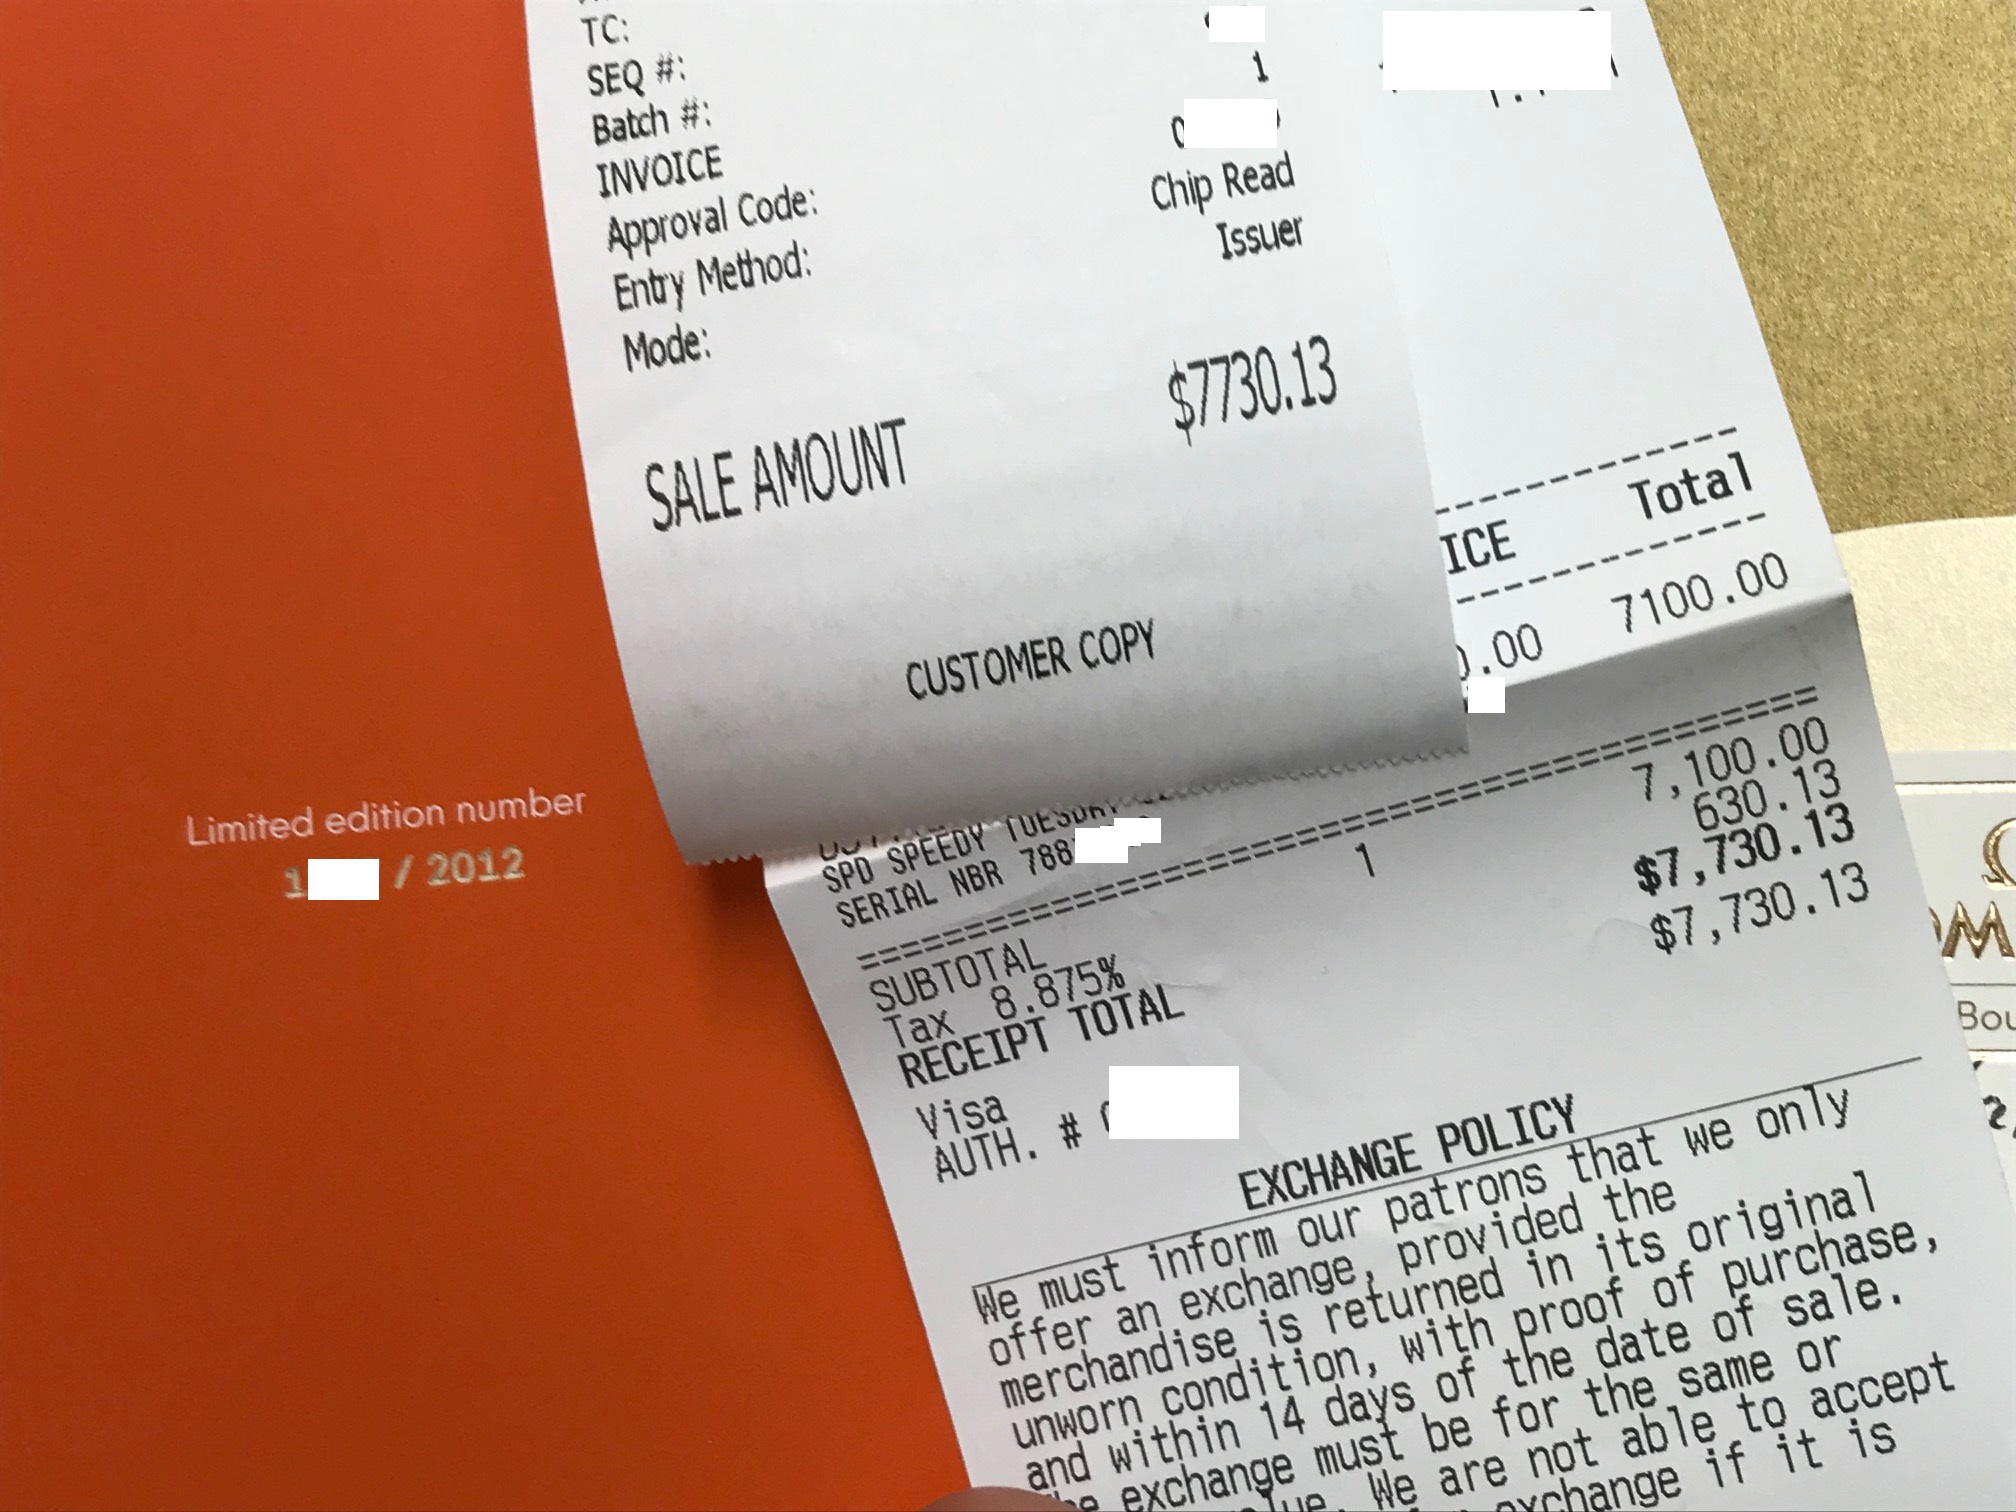 TC:
SEQ #:
1
Batch #:
INVOICE
Approval Code:
Chip Read
Entry Method:
Issuer
Mode:
SALE AMOUNT
$7730.13
CUSTOMER COPY
Total
7100.00
.00
Limited edition number
1 / 2012
SPD SPEEDY TUESDAY
SERIAL NBR 788
1
SUBTOTAL 7,100.00
Tax 8.875% 630.13
RECEIPT TOTAL $7,730.13
Visa $7,730.13
AUTH. #
EXCHANGE POLICY
We must inform our patrons that we only
offer an exchange, provided the
merchandise is returned in its original
unworn condition, with proof of purchase,
and within 14 days of the date of sale.
exchange must be for the same or
We are not able to accept
exchange if it is